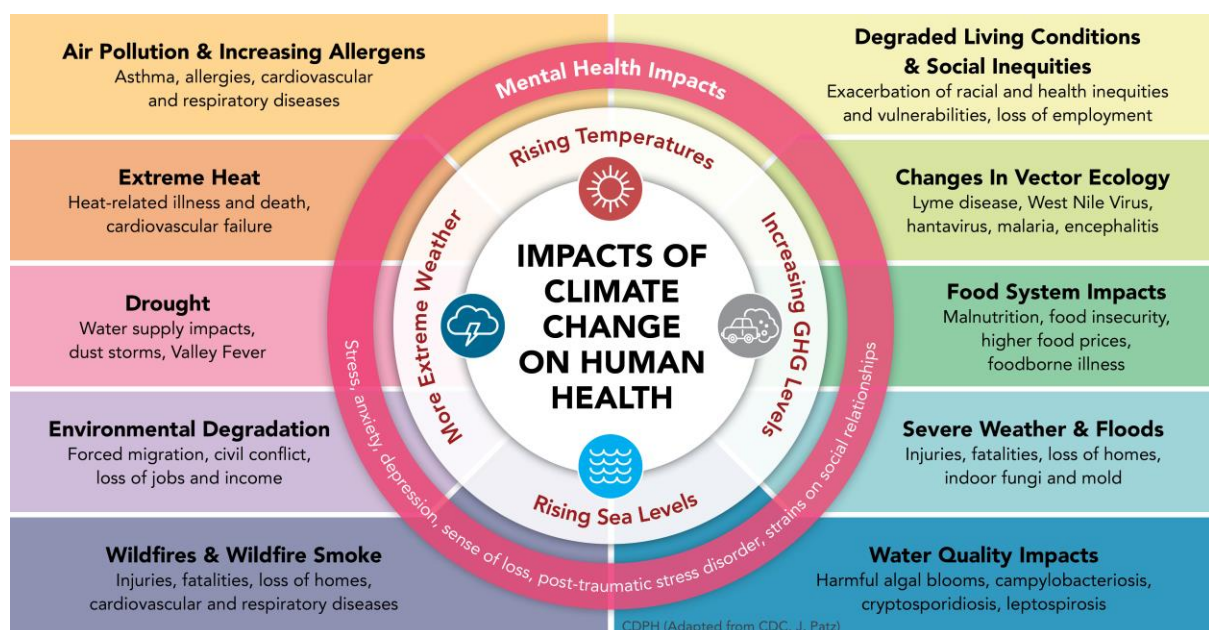 Air Pollution & Increasing Allergens
Asthma, allergies, cardiovascular
and respiratory diseases
Extreme Heat
Heat-related illness and death,
cardiovascular failure
Drought
Water supply impacts,
dust storms, Valley Fever
Environmental Degradation
Forced migration, civil conflict,
loss of jobs and income
Wildfires & Wildfire Smoke
Injuries, fatalities, loss of homes,
cardiovascular and respiratory diseases
Mental Health Impacts
Stress, anxiety, depression, sense of loss, post-traumatic stress disorder, strains on social relationships
Rising Temperatures
More Extreme Weather
Increasing GHG Levels
Rising Sea Levels
IMPACTS OF
CLIMATE
CHANGE
ON HUMAN
HEALTH
Degraded Living Conditions
& Social Inequities
Exacerbation of racial and health inequities
and vulnerabilities, loss of employment
Changes In Vector Ecology
Lyme disease, West Nile Virus,
hantavirus, malaria, encephalitis
Food System Impacts
Malnutrition, food insecurity,
higher food prices,
foodborne illness
Severe Weather & Floods
Injuries, fatalities, loss of homes,
indoor fungi and mold
Water Quality Impacts
Harmful algal blooms, campylobacteriosis,
cryptosporidiosis, leptospirosis
CDPH (Adapted from CDC, J. Patz)